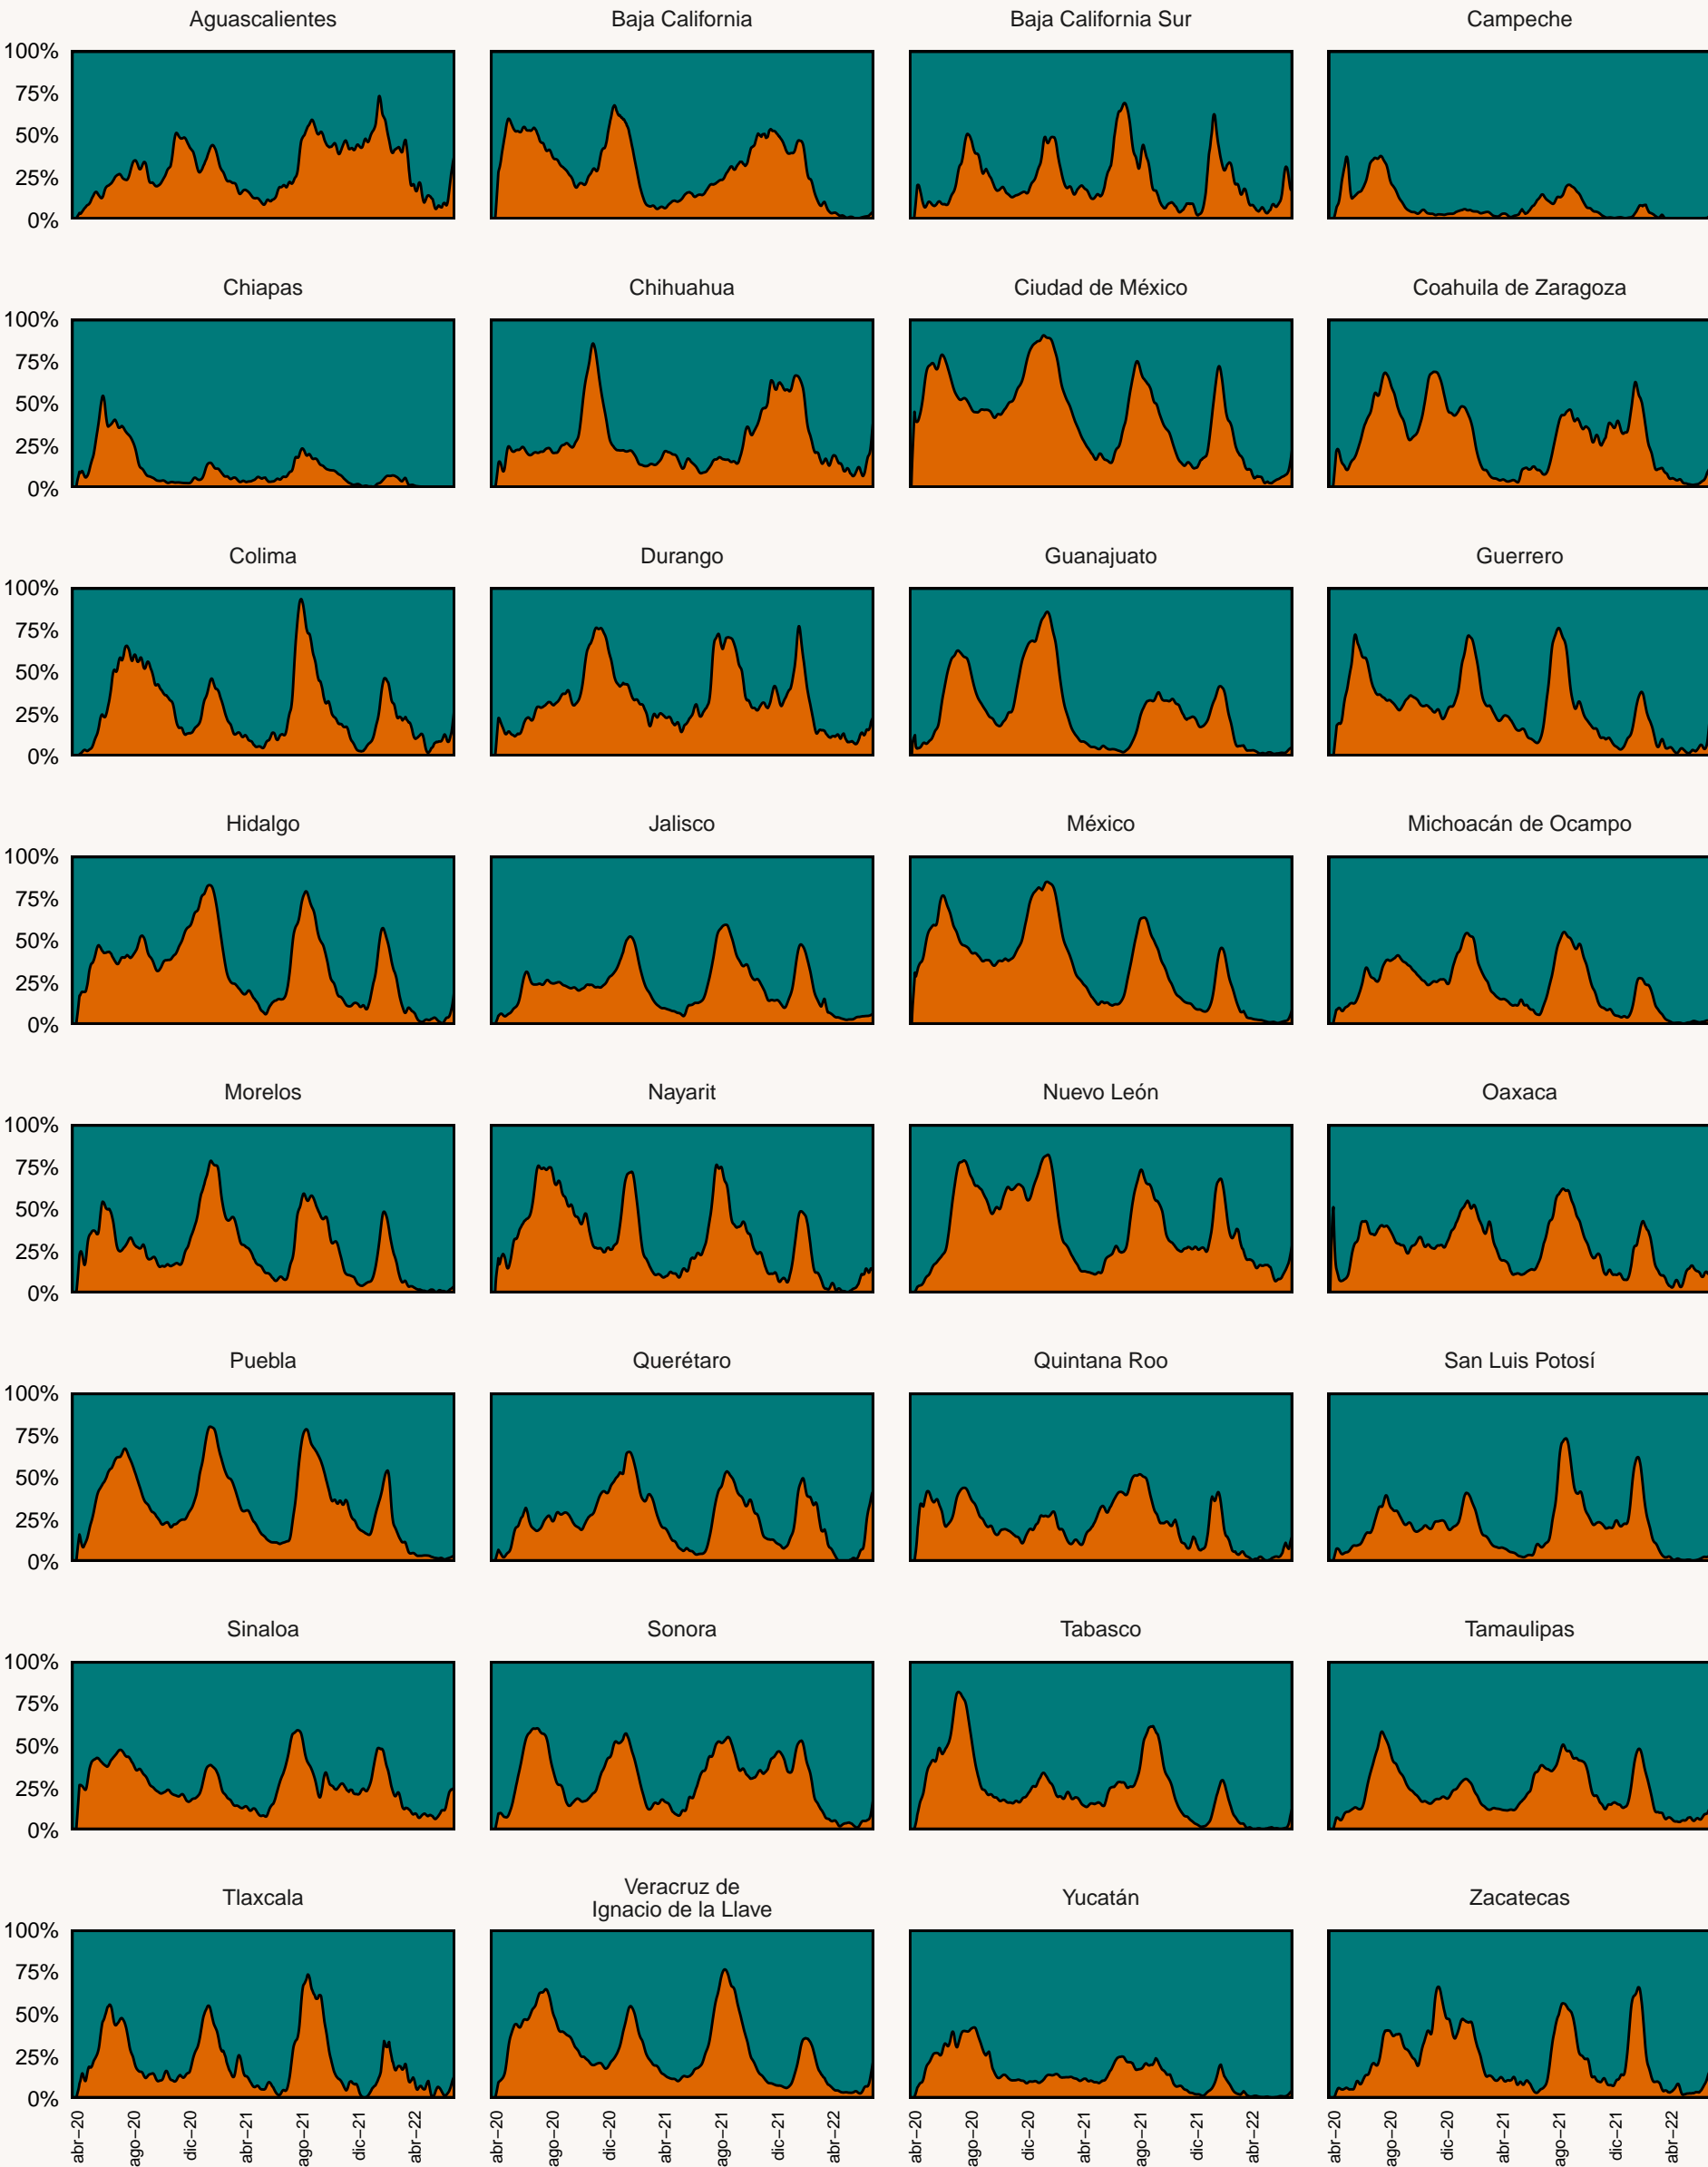 Aguascalientes
Baja California
Baja California Sur
Campeche
100%
75%
50%
25%
0%
Chiapas
Chihuahua
Ciudad de México
Coahuila de Zaragoza
100%
75%
50%
25%
0%
Colima
Durango
Guanajuato
Guerrero
100%
75%
50%
25%
0%
Hidalgo
Jalisco
México
Michoacán de Ocampo
100%
75%
50%
25%
0%
Morelos
Nayarit
Nuevo León
Oaxaca
100%
75%
50%
25%
0%
Puebla
Querétaro
Quintana Roo
San Luis Potosí
100%
75%
50%
25%
0%
Sinaloa
Sonora
Tabasco
Tamaulipas
100%
75%
50%
25%
0%
Tlaxcala
Veracruz de
Ignacio de la Llave
Yucatán
Zacatecas
100%
75%
50%
25%
0%
abr−20
ago−20
dic−20
abr−21
ago−21
dic−21
abr−22
abr−20
ago−20
dic−20
abr−21
ago−21
dic−21
abr−22
abr−20
ago−20
dic−20
abr−21
ago−21
dic−21
abr−22
abr−20
ago−20
dic−20
abr−21
ago−21
dic−21
abr−22